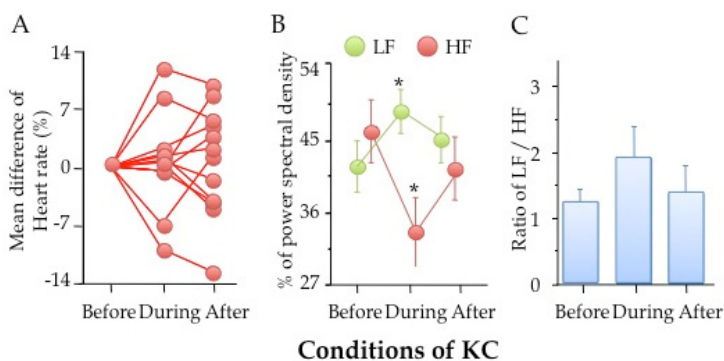 A
Mean difference of
Heart rate (%)
14
7
0
-7
-14
Before During After
B
LF HF
% of power spectral density
54
45
36
27
*
*
Before During After
C
Ratio of LF / HF
3
2
1
0
Before During After
Conditions of KC